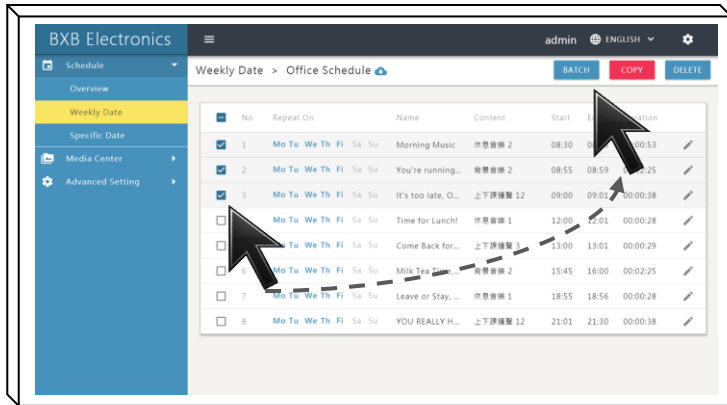 BXB Electronics
admin ENGLISH
Schedule
Overview
Weekly Date
Specific Date
Media Center
Advanced Setting
Weekly Date > Office Schedule
BATCH COPY DELETE
No Repeat On Name Content Start
1 Mo Tu We Th Fi Sa Su Morning Music 休息音樂 2 08:30 :00:53
2 Mo Tu We Th Fi Sa Su You're running... 背景音樂 2 08:55 08:59 :02:25
3 Mo Tu We Th Fi Sa Su It's too late, O... 上下課鐘聲 12 09:00 09:01 00:00:38
Mo Tu We Th Fi Sa Su Time for Lunch! 休息音樂 1 12:00 12:01 00:00:28
Tu We Th Fi Sa Su Come Back for... 上下課鐘聲 3 13:00 13:01 00:00:29
6 Mo Tu We Th Fi Sa Su Milk Tea Time, ... 背景音樂 2 15:45 16:00 00:02:25
7 Mo Tu We Th Fi Sa Su Leave or Stay, ... 休息音樂 1 18:55 18:56 00:00:28
8 Mo Tu We Th Fi Sa Su YOU REALLY H... 上下課鐘聲 12 21:01 21:30 00:00:38